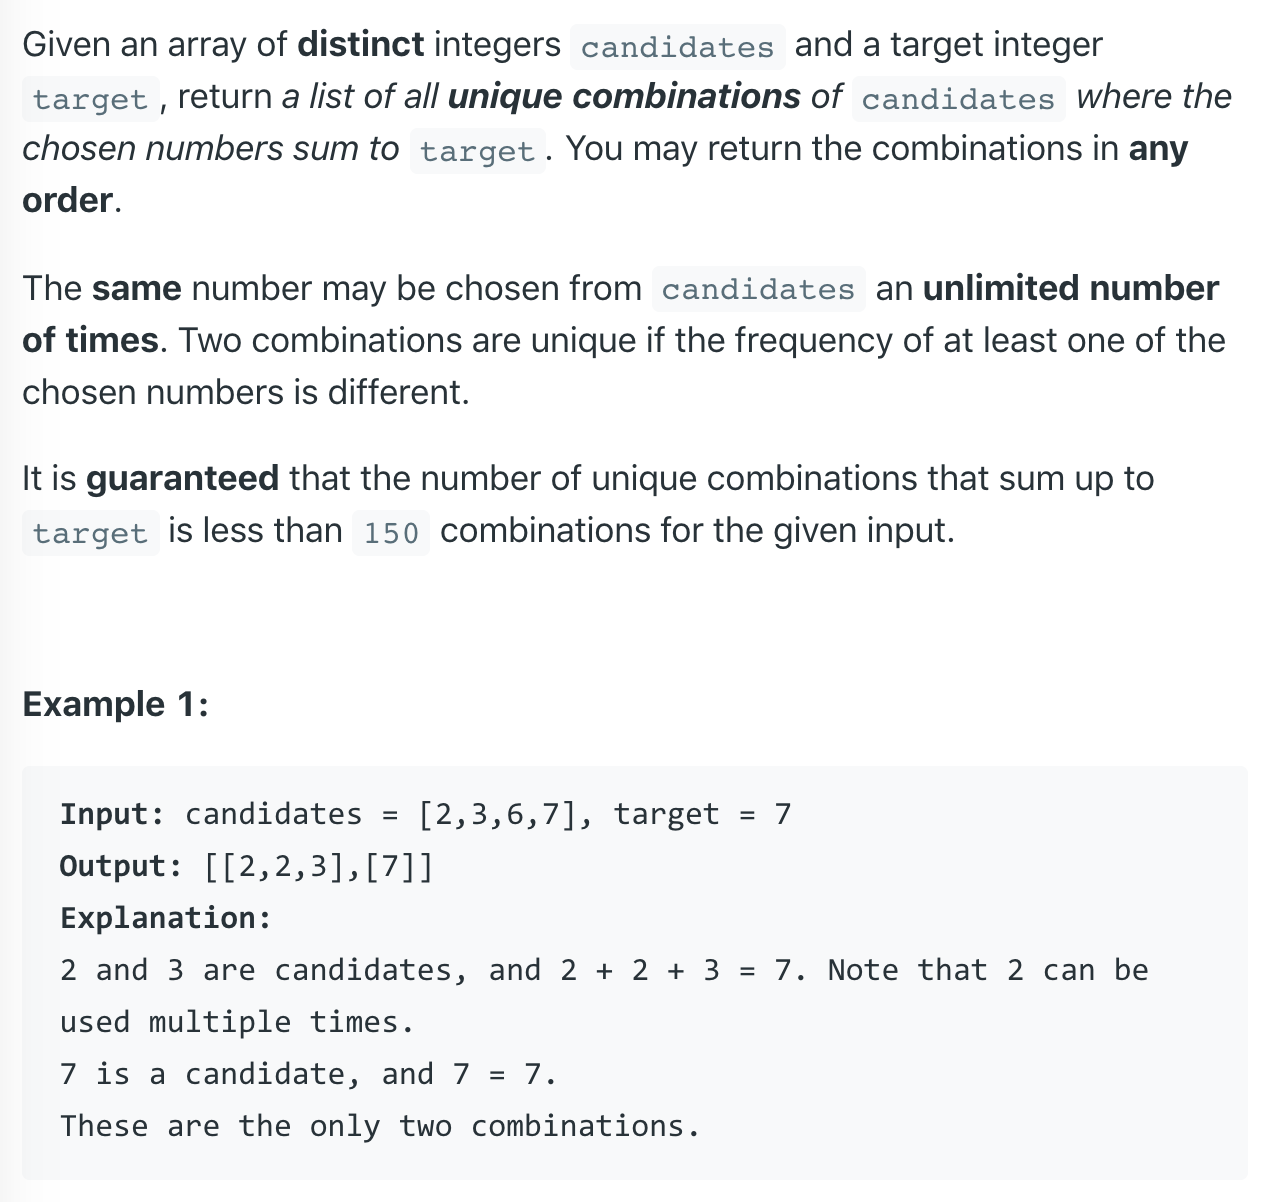 Given an array of distinct integers candidates and a target integer
target, return a list of all unique combinations of candidates where the
chosen numbers sum to target. You may return the combinations in any
order.
The same number may be chosen from candidates an unlimited number
of times. Two combinations are unique if the frequency of at least one of the
chosen numbers is different.
It is guaranteed that the number of unique combinations that sum up to
target is less than 150 combinations for the given input.
Example 1:
Input: candidates = [2,3,6,7], target = 7
Output: [[2,2,3],[7]]
Explanation:
2 and 3 are candidates, and 2 + 2 + 3 = 7. Note that 2 can be
used multiple times.
7 is a candidate, and 7 = 7.
These are the only two combinations.